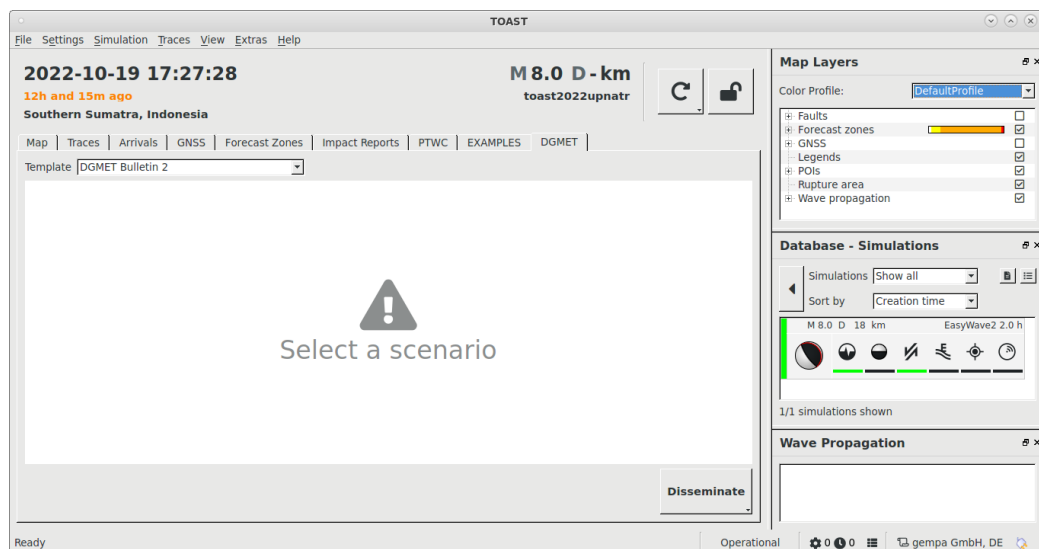 TOAST
File Settings Simulation Traces View Extras Help
2022-10-19 17:27:28
12h and 15m ago
Southern Sumatra, Indonesia
M 8.0 D - km
toast2022upnatr
Map Traces Arrivals GNSS Forecast Zones Impact Reports PTWC EXAMPLES DGMET
Template DGMET Bulletin 2
Select a scenario
Disseminate
Map Layers
Color Profile: DefaultProfile
Faults
Forecast zones
GNSS
Legends
POIs
Rupture area
Wave propagation
Database - Simulations
Simulations Show all
Sort by Creation time
M 8.0 D 18 km EasyWave2 2.0 h
1/1 simulations shown
Wave Propagation
Ready Operational 0 0 gempa GmbH, DE